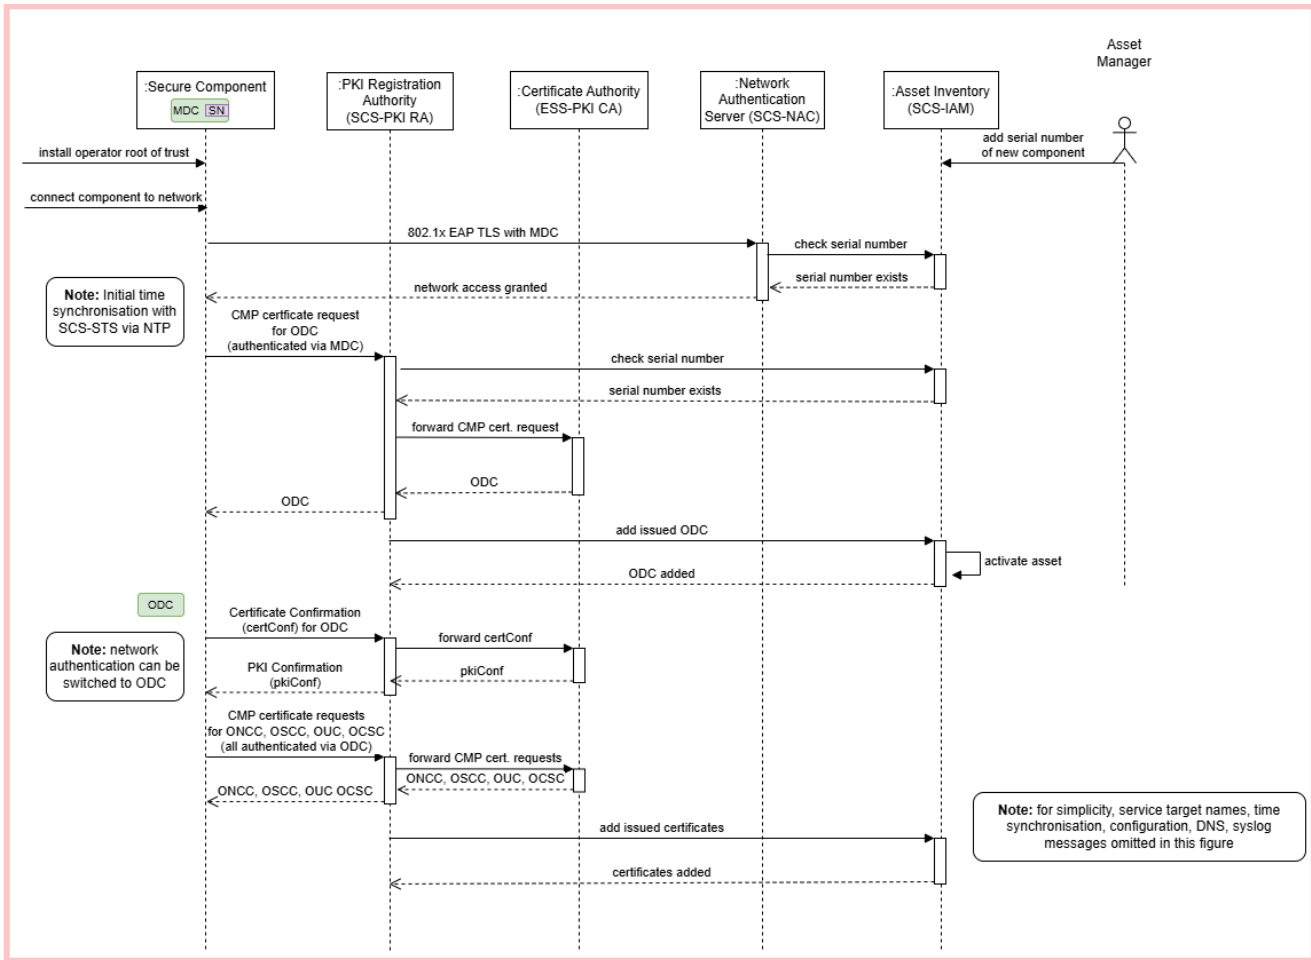 Asset
Manager
:Secure Component
MDC SN
:PKI Registration
Authority
(SCS-PKI RA)
:Certificate Authority
(ESS-PKI CA)
:Network
Authentication
Server (SCS-NAC)
:Asset Inventory
(SCS-IAM)
install operator root of trust
add serial number
of new component
connect component to network
802.1x EAP TLS with MDC
check serial number
serial number exists
network access granted
Note: Initial time
synchronisation with
SCS-STS via NTP
CMP certficate request
for ODC
(authenticated via MDC)
check serial number
serial number exists
forward CMP cert. request
ODC
ODC
add issued ODC
activate asset
ODC added
ODC
Certificate Confirmation
(certConf) for ODC
forward certConf
Note: network
authentication can be
switched to ODC
PKI Confirmation
(pkiConf)
pkiConf
CMP certificate requests
for ONCC, OSCC, OUC, OCSC
(all authenticated via ODC)
forward CMP cert. requests
ONCC, OSCC, OUC, OCSC
ONCC, OSCC, OUC OCSC
Note: for simplicity, service target names, time
synchronisation, configuration, DNS, syslog
messages omitted in this figure
add issued certificates
certificates added